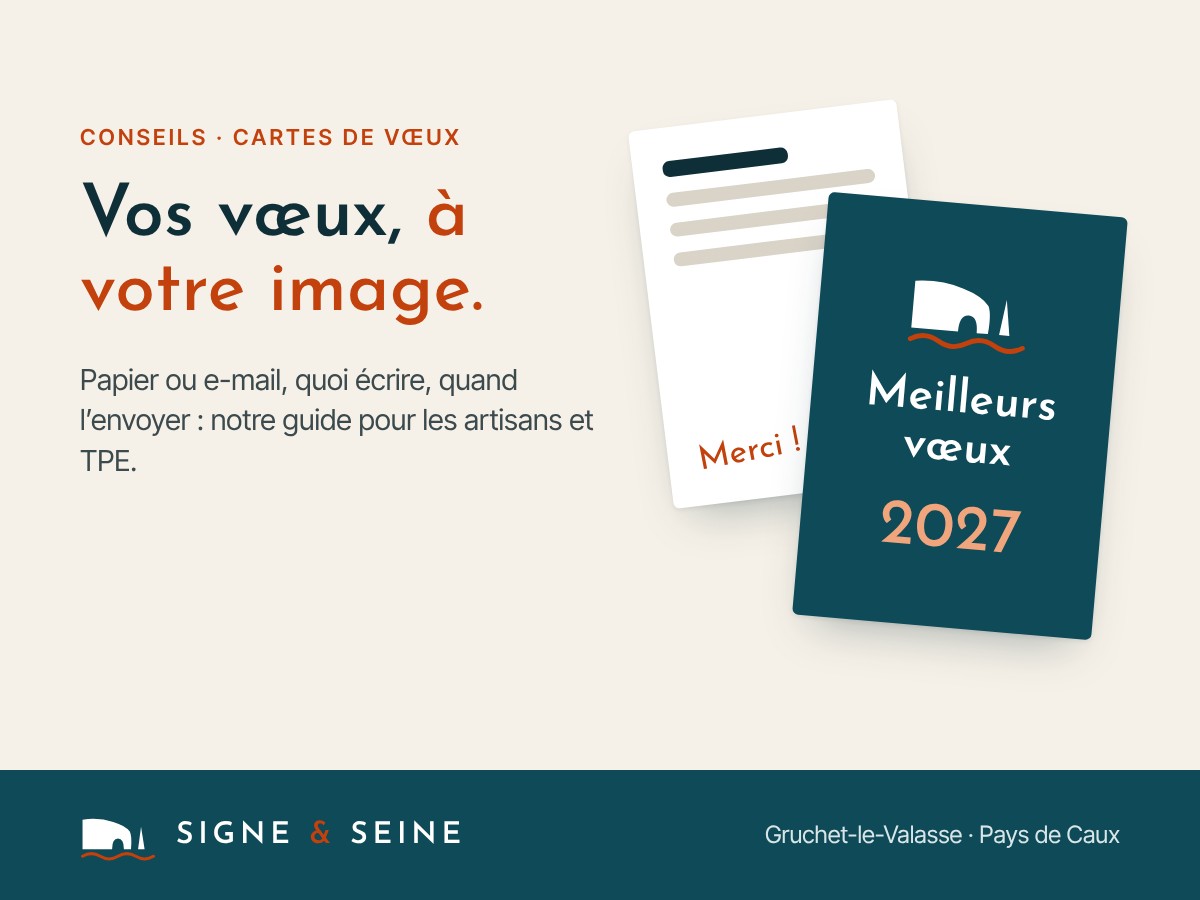 CONSEILS · CARTES DE VŒUX
Vos vœux, à
votre image.
Papier ou e-mail, quoi écrire, quand
l’envoyer : notre guide pour les artisans et
TPE.
Merci !
Meilleurs
vœux
2027
SIGNE & SEINE
Gruchet-le-Valasse · Pays de Caux